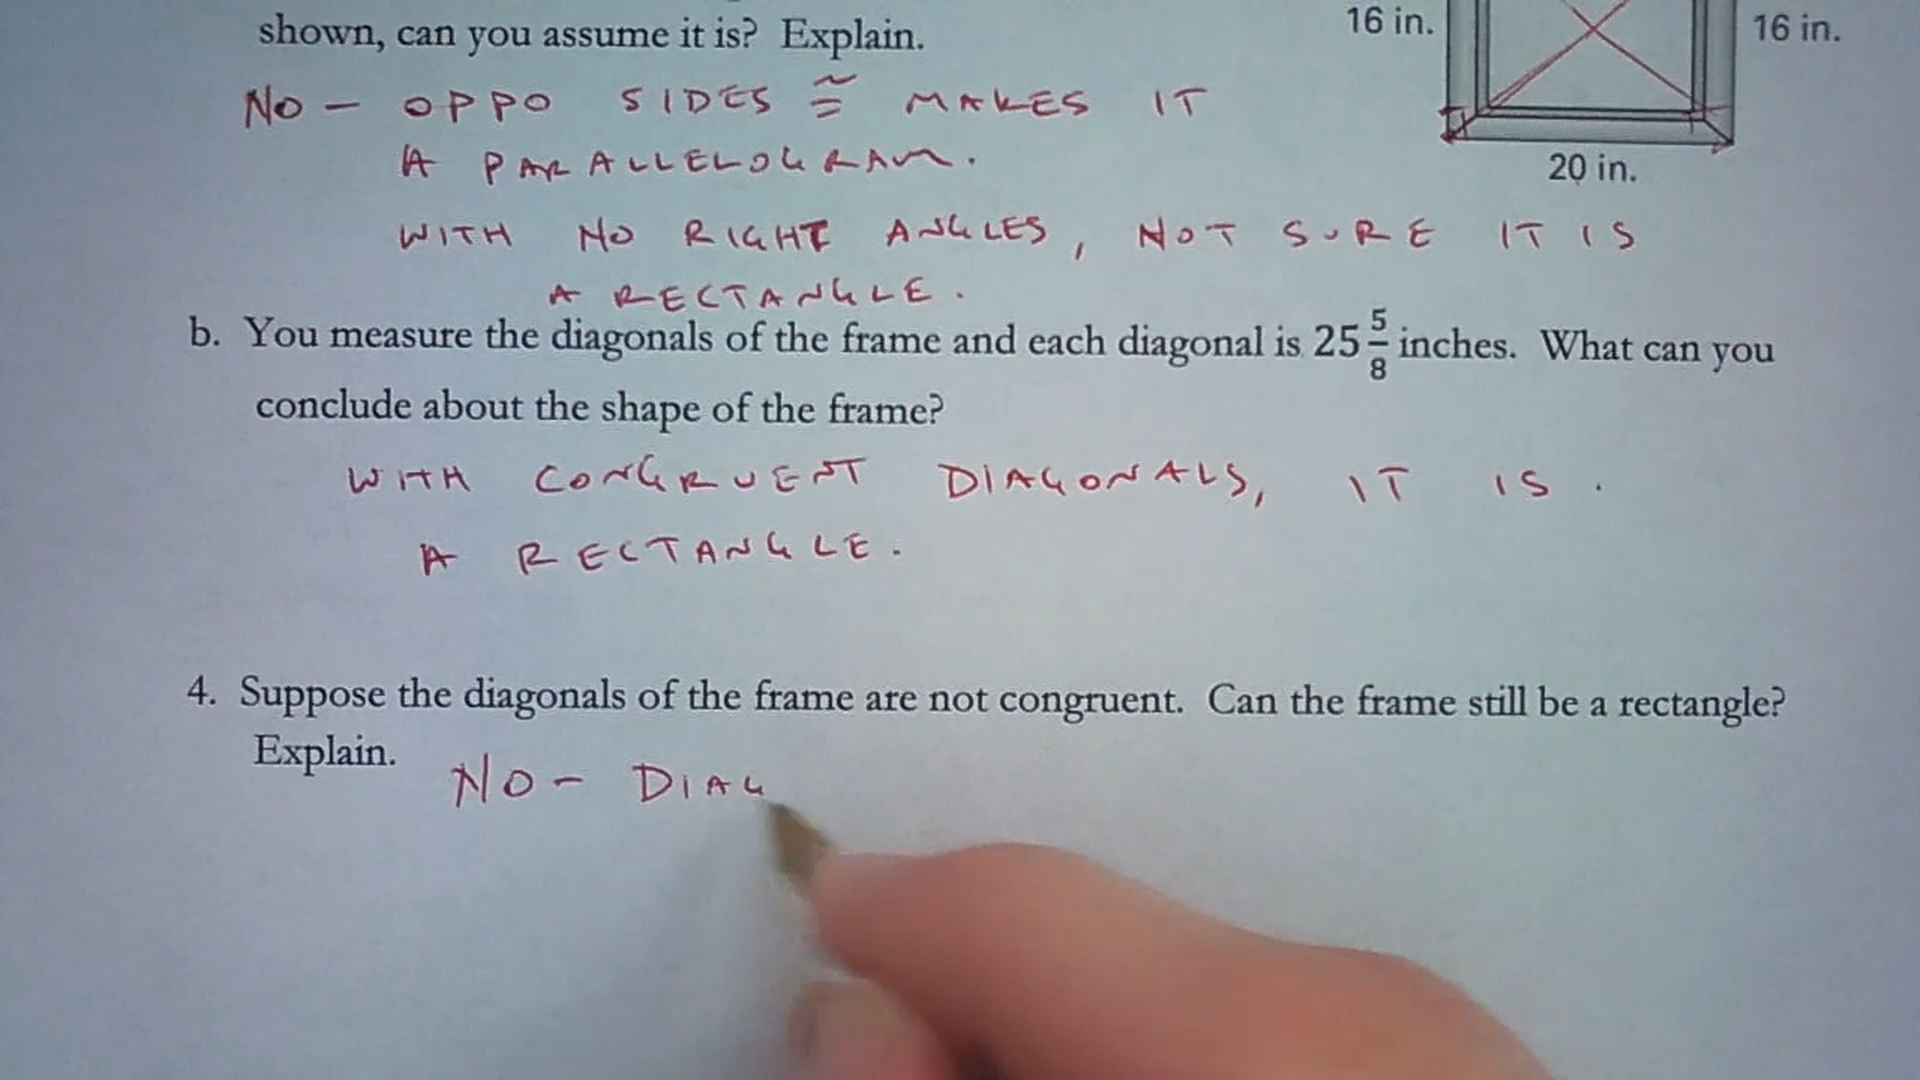 shown, can you assume it is? Explain.
16 in.
16 in.
20 in.
NO - OPPO SIDES ≅ MAKES IT
A PARALLELOGRAM.
WITH NO RIGHT ANGLES, NOT SURE IT IS
A RECTANGLE.
b. You measure the diagonals of the frame and each diagonal is 25 5/8 inches. What can you
conclude about the shape of the frame?
WITH CONGRUENT DIAGONALS, IT IS
A RECTANGLE.
4. Suppose the diagonals of the frame are not congruent. Can the frame still be a rectangle?
Explain.
NO - DIAG